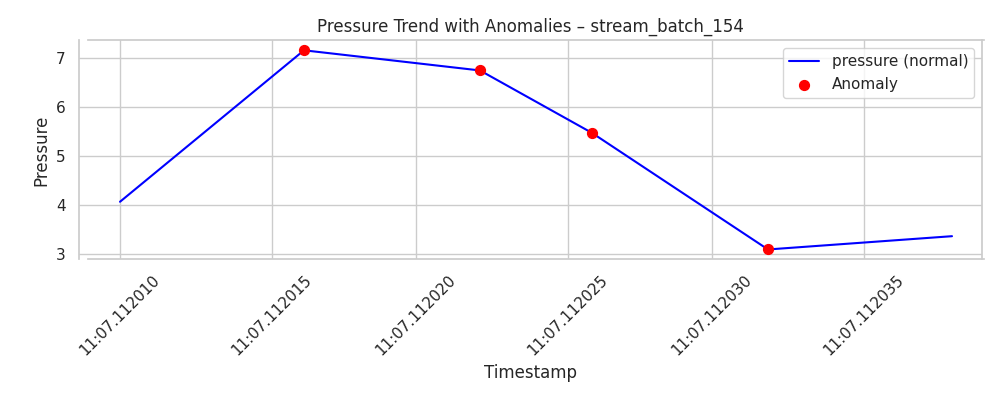 Pressure Trend with Anomalies – stream_batch_154
pressure (normal)
Anomaly
Pressure
7
6
5
4
3
11:07.112010
11:07.112015
11:07.112020
11:07.112025
11:07.112030
11:07.112035
Timestamp